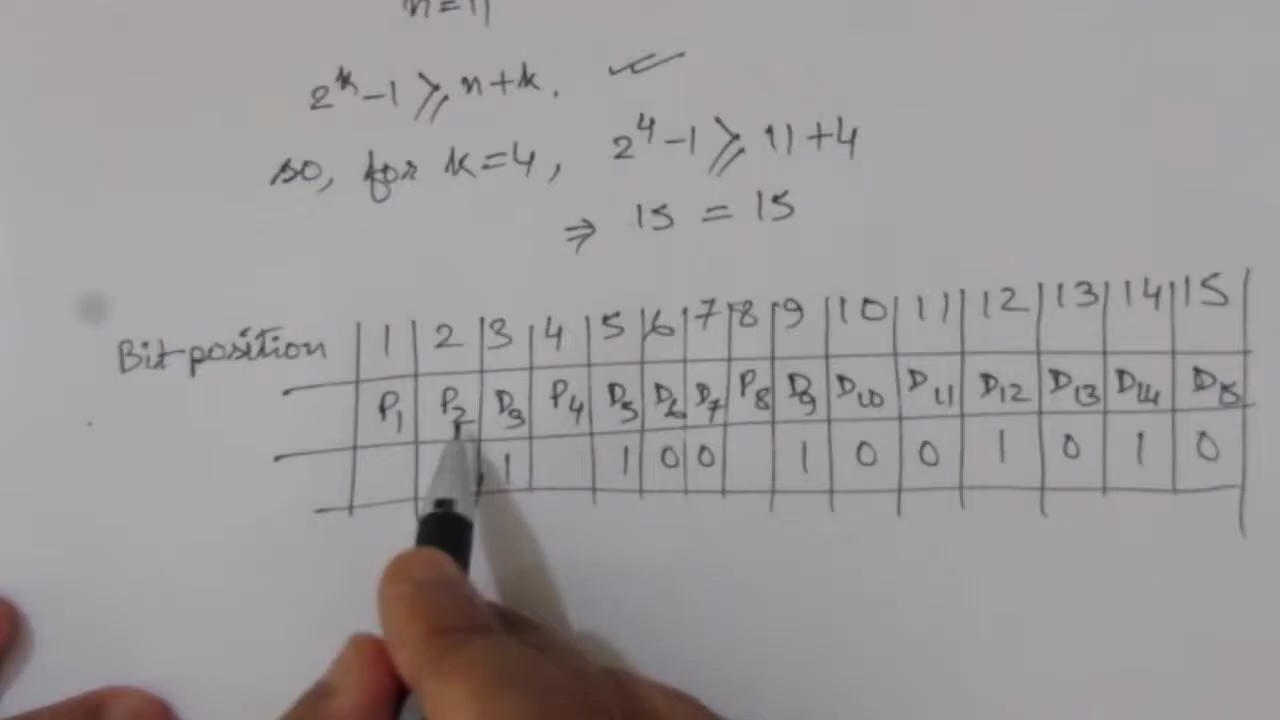 n=11
2^k-1 ⩾ n+k.
so, for k=4, 2^4-1 ⩾ 11+4
⇒ 15 = 15
Bit position 1 2 3 4 5 6 7 8 9 10 11 12 13 14 15
P1 P2 D3 P4 D5 D6 D7 P8 D9 D10 D11 D12 D13 D14 D15
1 1 0 0 1 0 0 1 0 1 0